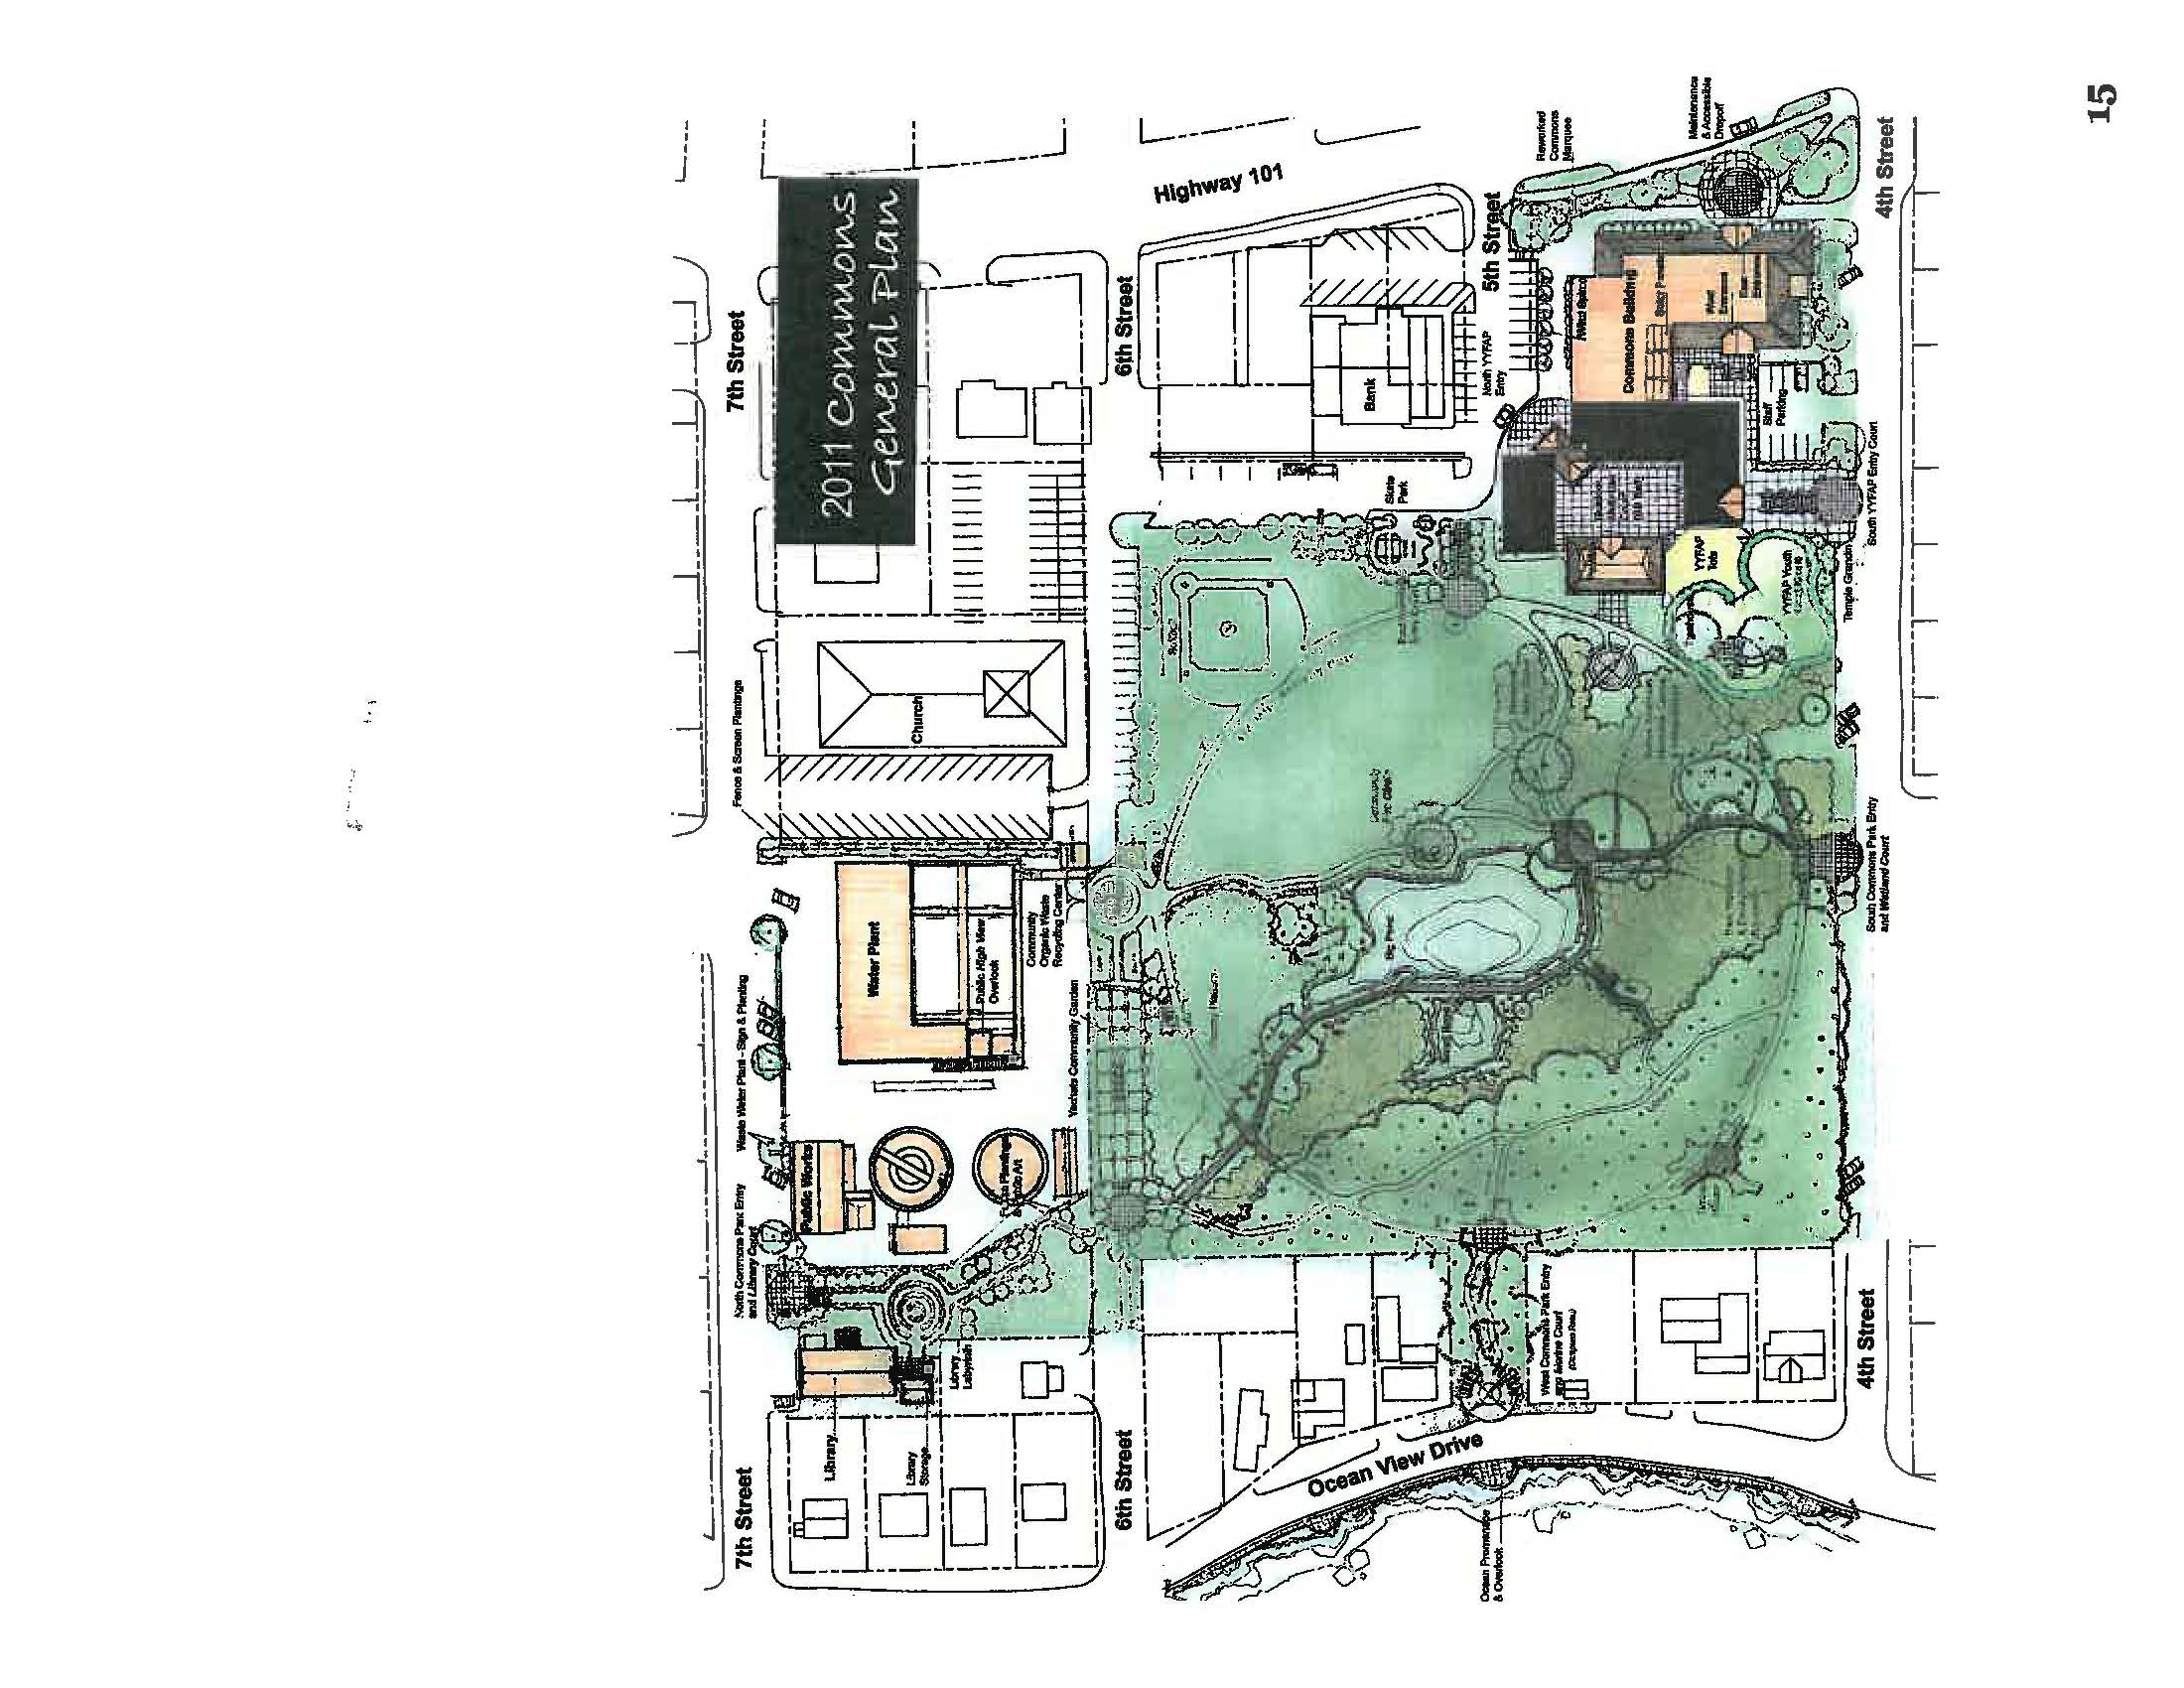 15
2011 Commons
General Plan
7th Street
7th Street
6th Street
6th Street
5th Street
4th Street
4th Street
Highway 101
Ocean View Drive
Fence & Screen Plantings
Waste Water Plant - Sign & Planting
North Commons Park Entry
and Library Court
Public Works
Water Plant
Public High View
Overlook
Community
Organic Waste
Recycling Center
Yachats Community Garden
Church
Library
Library
Storage
Library
Labyrinth
Bank
Skate
Park
North YYFAP
Entry
Reworked
Commons
Marquee
Maintenance
& Accessible
Dropoff
Commons Building
Staff
Parking
South YYFAP Entry Court
YYFAP
Tots
YYFAP Youth
Big Pond
South Commons Park Entry
and Wetland Court
West Commons Park Entry
and Marine Court
Ocean Promenade
& Overlook